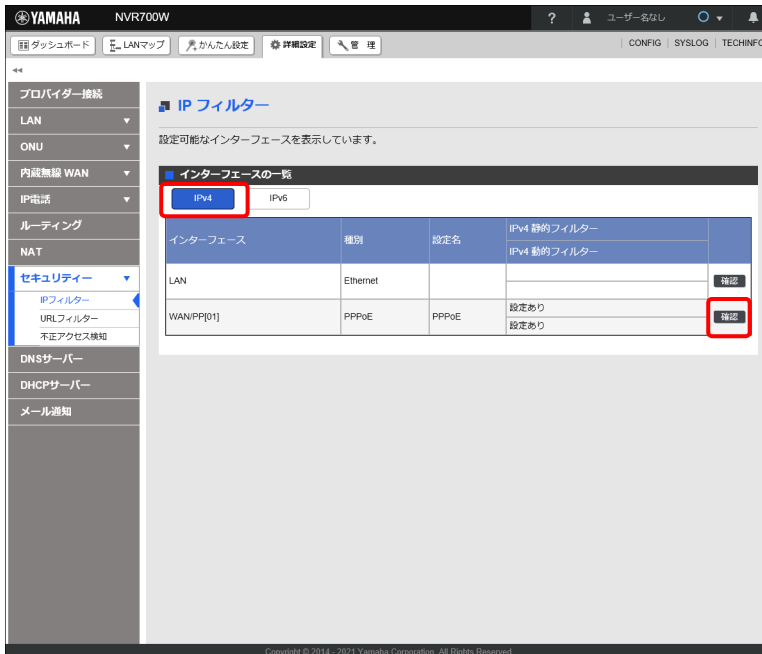 YAMAHA NVR700W ? ユーザー名なし
ダッシュボード LANマップ かんたん設定 詳細設定 管 理 CONFIG SYSLOG TECHINFO
プロバイダー接続
LAN
ONU
内蔵無線 WAN
IP電話
ルーティング
NAT
セキュリティー
IPフィルター
URLフィルター
不正アクセス検知
DNSサーバー
DHCPサーバー
メール通知
IP フィルター
設定可能なインターフェースを表示しています。
インターフェースの一覧
IPv4 IPv6
インターフェース 種別 設定名 IPv4 静的フィルター
IPv4 動的フィルター
LAN Ethernet 確認
WAN/PP[01] PPPoE PPPoE 設定あり 確認
設定あり
Copyright © 2014 - 2021 Yamaha Corporation. All Rights Reserved.